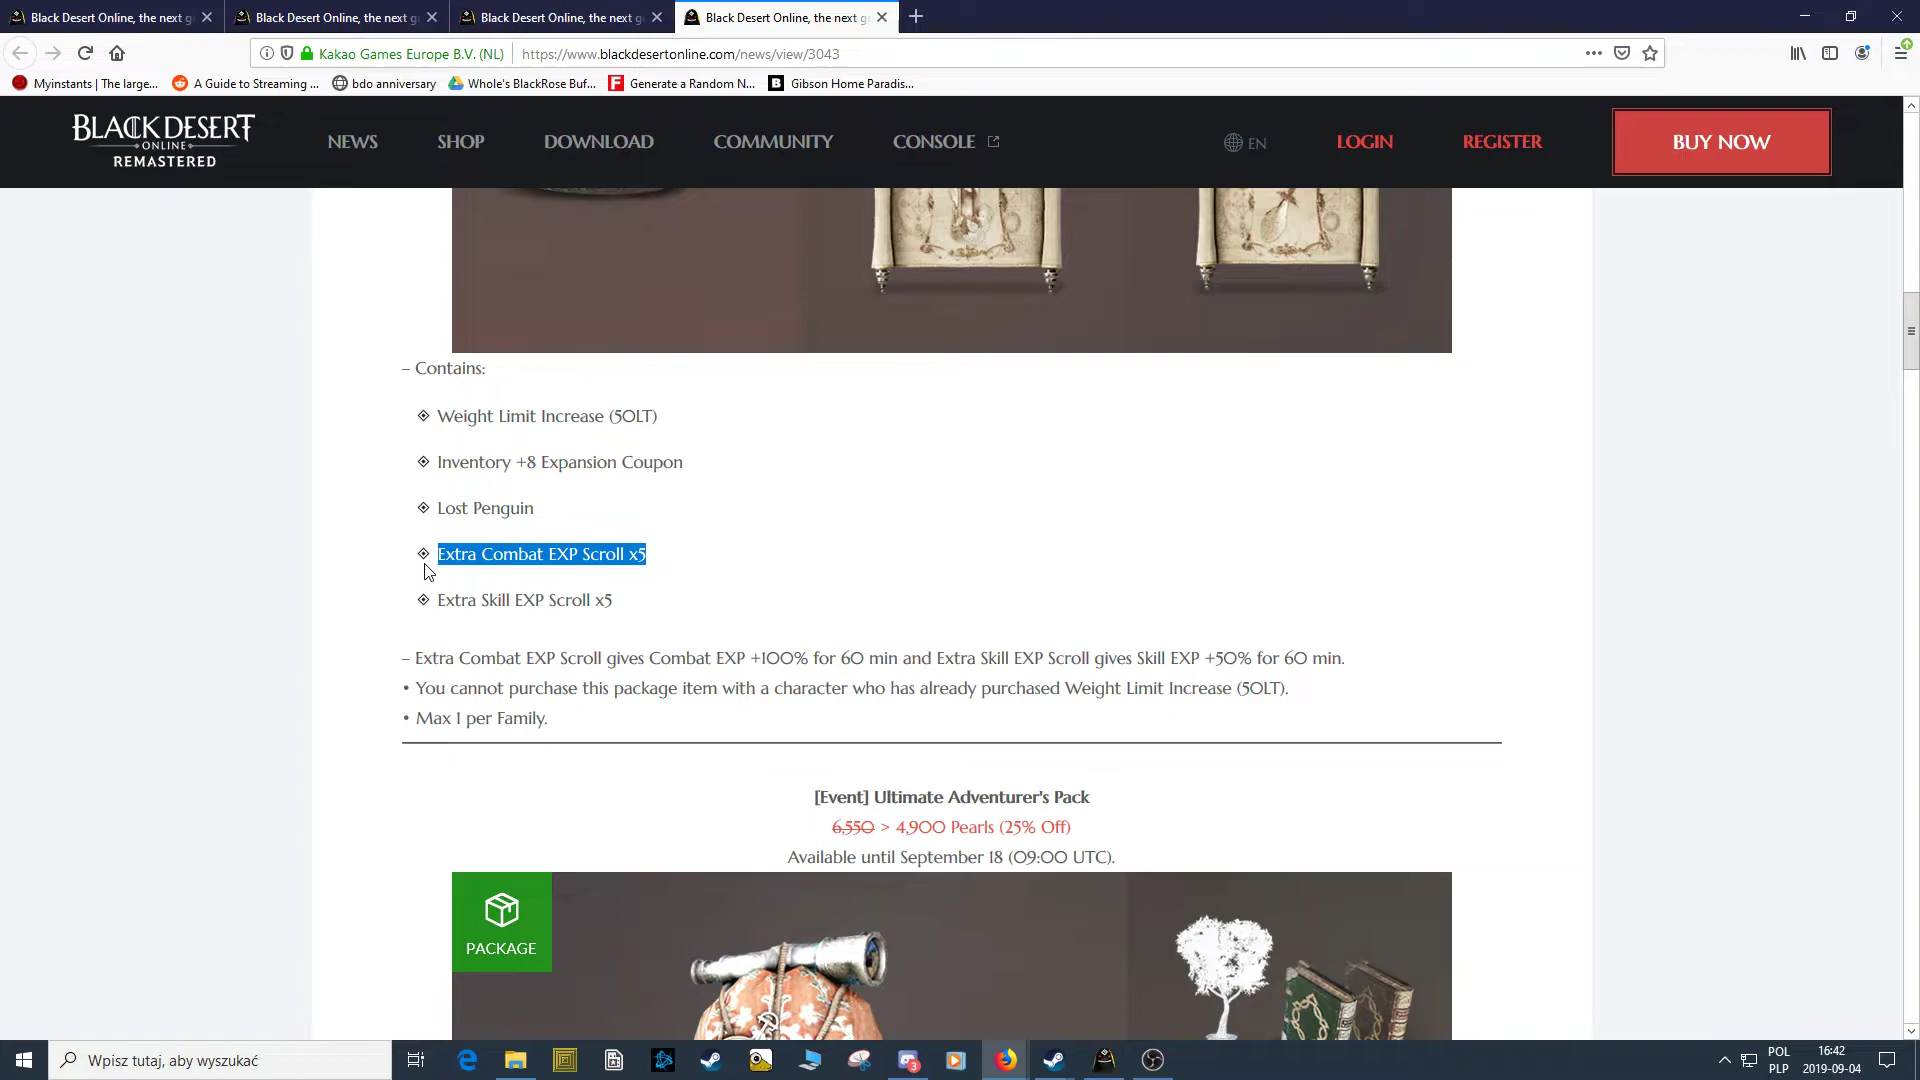 Black Desert Online, the next g
Black Desert Online, the next g
Black Desert Online, the next g
Black Desert Online, the next g
Kakao Games Europe B.V. (NL)
https://www.blackdesertonline.com/news/view/3043
Myinstants | The large...
A Guide to Streaming ...
bdo anniversary
Whole's BlackRose Buf...
Generate a Random N...
Gibson Home Paradis...
BLACK DESERT
ONLINE
REMASTERED
NEWS
SHOP
DOWNLOAD
COMMUNITY
CONSOLE
EN
LOGIN
REGISTER
BUY NOW
– Contains:
Weight Limit Increase (50LT)
Inventory +8 Expansion Coupon
Lost Penguin
Extra Combat EXP Scroll x5
Extra Skill EXP Scroll x5
– Extra Combat EXP Scroll gives Combat EXP +100% for 60 min and Extra Skill EXP Scroll gives Skill EXP +50% for 60 min.
• You cannot purchase this package item with a character who has already purchased Weight Limit Increase (50LT).
• Max 1 per Family.
[Event] Ultimate Adventurer's Pack
6,550 > 4,900 Pearls (25% Off)
Available until September 18 (09:00 UTC).
PACKAGE
Wpisz tutaj, aby wyszukać
3
POL
PLP
16:42
2019-09-04